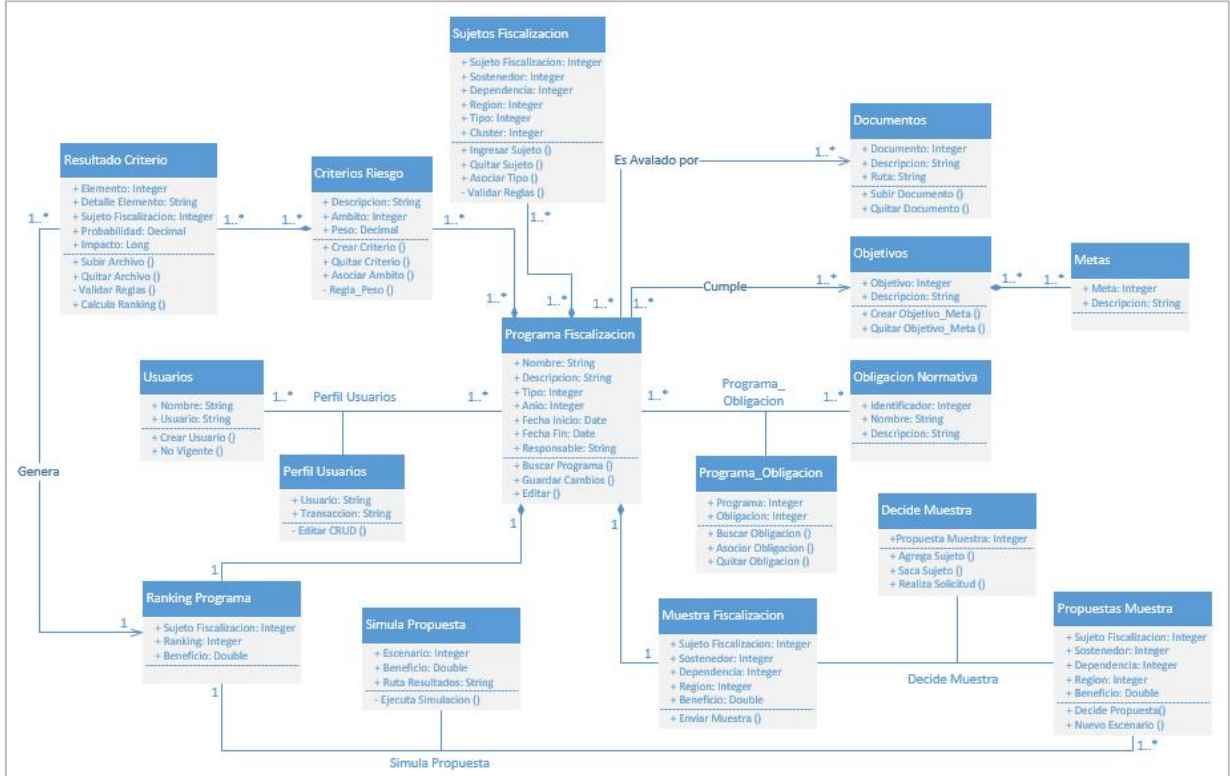 Sujetos Fiscalizacion
+ Sujeto Fiscalizacion: Integer
+ Sostenedor: Integer
+ Dependencia: Integer
+ Region: Integer
+ Tipo: Integer
+ Cluster: Integer
+ Ingresar Sujeto ()
+ Quitar Sujeto ()
+ Asociar Tipo ()
- Validar Reglas ()
1..*
1..*
Documentos
+ Documento: Integer
+ Descripcion: String
+ Ruta: String
+ Subir Documento ()
+ Quitar Documento ()
Es Avalado por
1..*
1..*
Resultado Criterio
+ Elemento: Integer
+ Detalle Elemento: String
+ Sujeto Fiscalizacion: Integer
+ Probabilidad: Decimal
+ Impacto: Long
+ Subir Archivo ()
+ Quitar Archivo ()
- Validar Reglas ()
+ Calcula Ranking ()
1..*
1..*
1..*
Criterios Riesgo
+ Descripcion: String
+ Ambito: Integer
+ Peso: Decimal
+ Crear Criterio ()
+ Quitar Criterio ()
+ Asociar Ambito ()
- Regla_Peso ()
1..*
1..*
Objetivos
+ Objetivo: Integer
+ Descripcion: String
+ Crear Objetivo_Meta ()
+ Quitar Objetivo_Meta ()
Cumple
1..*
1..*
1..*
1..*
Metas
+ Meta: Integer
+ Descripcion: String
Programa Fiscalizacion
+ Nombre: String
+ Descripcion: String
+ Tipo: Integer
+ Anio: Integer
+ Fecha Inicio: Date
+ Fecha Fin: Date
+ Responsable: String
+ Buscar Programa ()
+ Guardar Cambios ()
+ Editar ()
Usuarios
+ Nombre: String
+ Usuario: String
+ Crear Usuario ()
+ No Vigente ()
1..*
Perfil Usuarios
1..*
Perfil Usuarios
+ Usuario: String
+ Transaccion: String
- Editar CRUD ()
1..*
Programa_
Obligacion
1..*
Obligacion Normativa
+ Identificador: Integer
+ Nombre: String
+ Descripcion: String
Programa_Obligacion
+ Programa: Integer
+ Obligacion: Integer
+ Buscar Obligacion ()
+ Asociar Obligacion ()
+ Quitar Obligacion ()
Genera
1
1
1
1
Decide Muestra
+Propuesta Muestra: Integer
+ Agrega Sujeto ()
+ Saca Sujeto ()
+ Realiza Solicitud ()
Ranking Programa
+ Sujeto Fiscalizacion: Integer
+ Ranking: Integer
+ Beneficio: Double
1
Simula Propuesta
+ Escenario: Integer
+ Beneficio: Double
+ Ruta Resultados: String
- Ejecuta Simulacion ()
1
Muestra Fiscalizacion
+ Sujeto Fiscalizacion: Integer
+ Sostenedor: Integer
+ Dependencia: Integer
+ Region: Integer
+ Beneficio: Double
+ Enviar Muestra ()
Decide Muestra
Propuestas Muestra
+ Sujeto Fiscalizacion: Integer
+ Sostenedor: Integer
+ Dependencia: Integer
+ Region: Integer
+ Beneficio: Double
+ Decide Propuesta()
+ Nuevo Escenario ()
1..*
Simula Propuesta